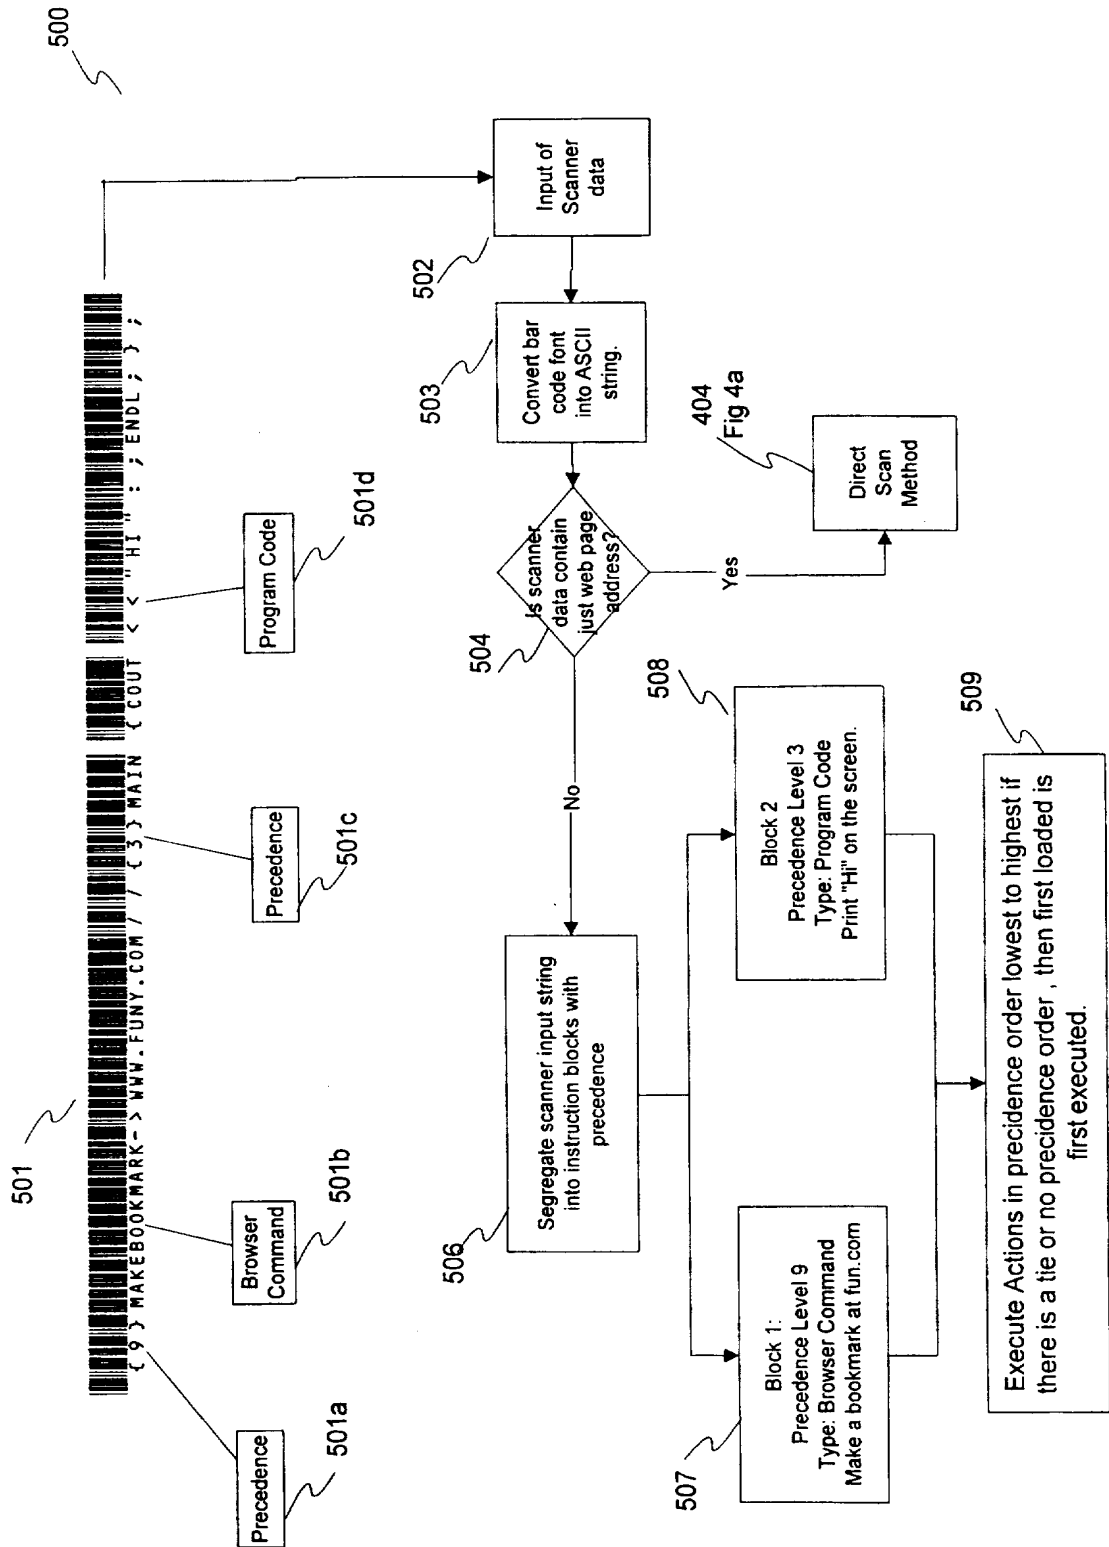 500
501
{9}MAKEBOOKMARK->WWW.FUNY.COM//{3}MAIN {COUT <<"HI":;ENDL;};
Precedence
501a
Browser
Command
501b
Precedence
501c
Program Code
501d
Input of
Scanner
data
502
Convert bar
code font
into ASCII
string.
503
Is scanner
data contain
just web page
address?
504
Yes
404
Fig 4a
Direct
Scan
Method
No
Segregate scanner input string
into instruction blocks with
precedence
506
Block 1:
Precedence Level 9
Type: Browser Command
Make a bookmark at fun.com
507
Block 2
Precedence Level 3
Type: Program Code
Print "Hi" on the screen.
508
Execute Actions in precidence order lowest to highest if
there is a tie or no precidence order , then first loaded is
first executed.
509